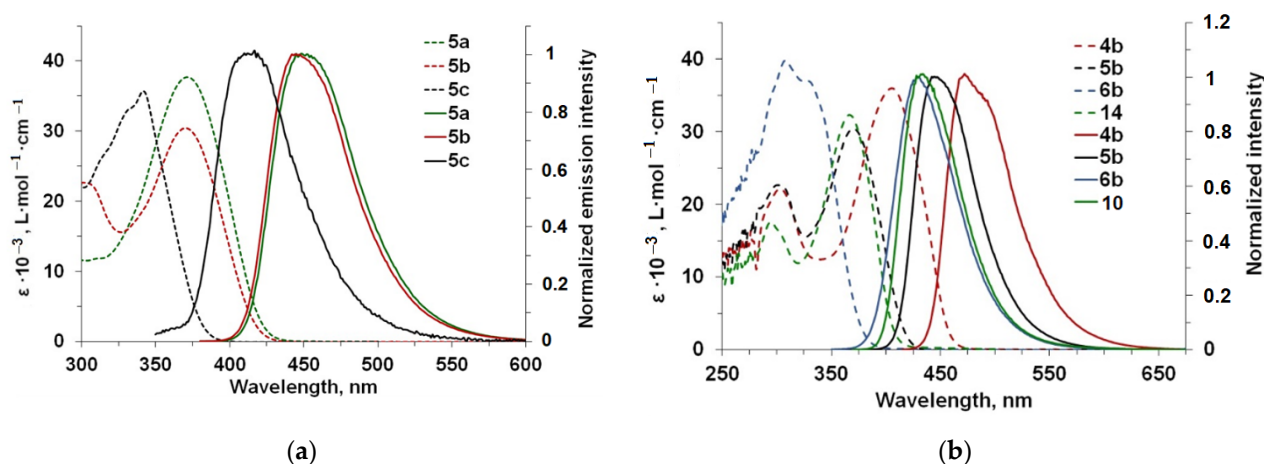 ε ·10⁻³ , L·mol⁻¹·cm⁻¹
40
30
20
10
0
300 350 400 450 500 550 600
Wavelength, nm
1
0.8
0.6
0.4
0.2
0
Normalized emission intensity
5a
5b
5c
5a
5b
5c
(a)
ε ·10⁻³ , L·mol⁻¹·cm⁻¹
40
30
20
10
0
250 350 450 550 650
Wavelength, nm
1.2
1
0.8
0.6
0.4
0.2
0
Normalized intensity
4b
5b
6b
14
4b
5b
6b
10
(b)